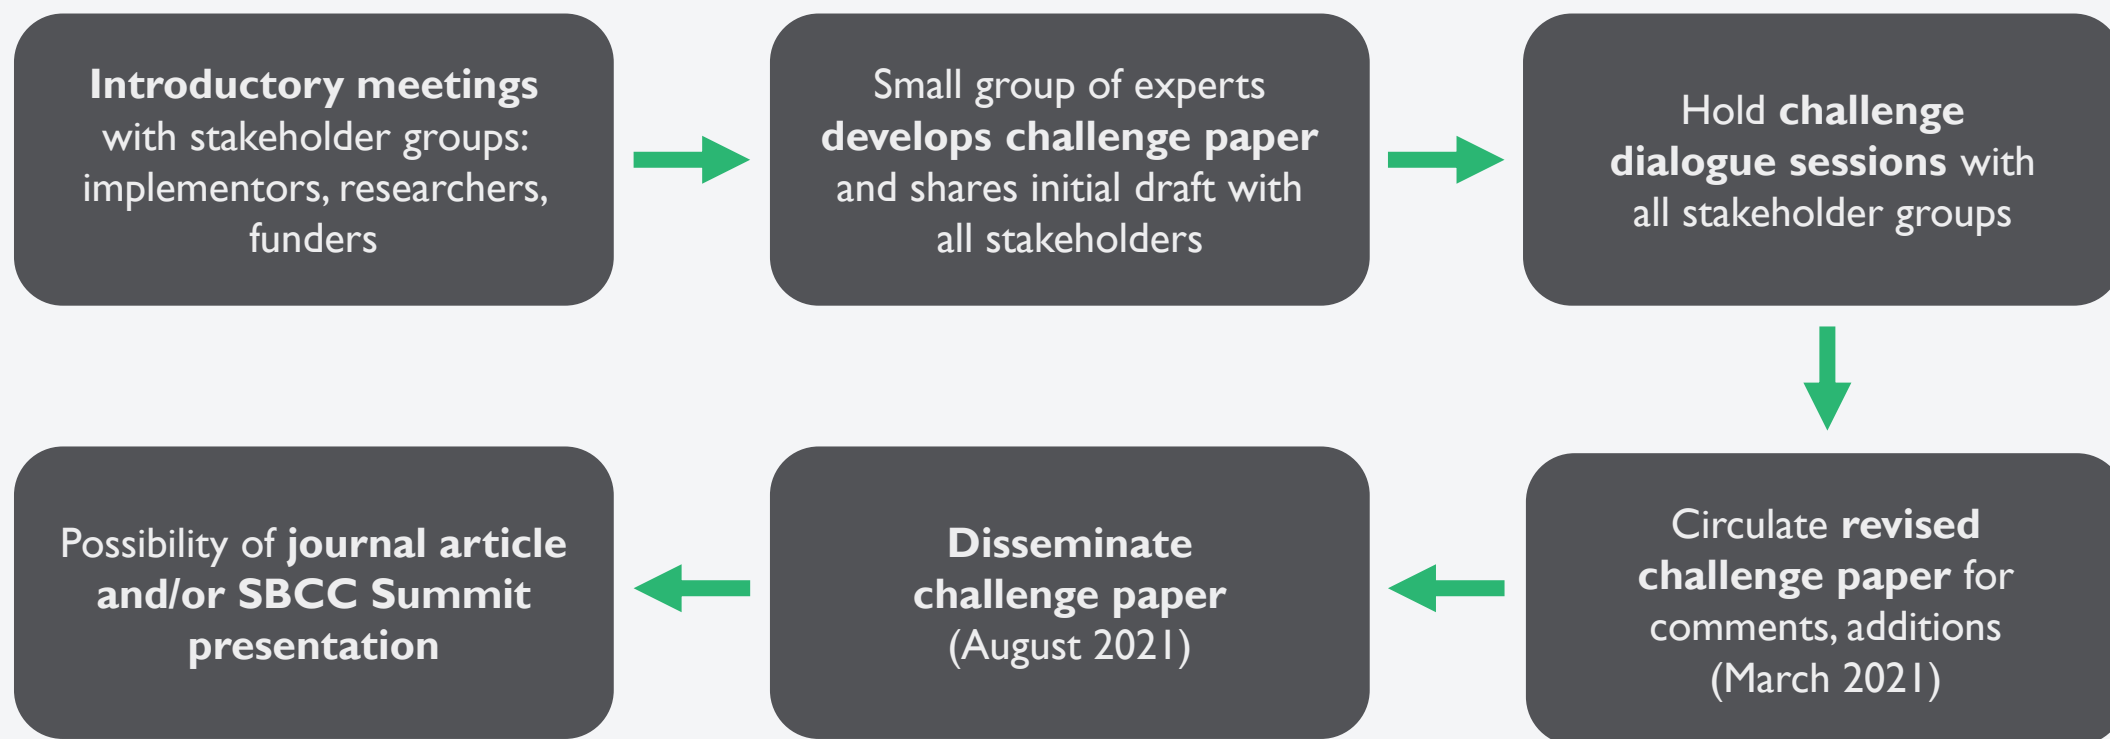 Introductory meetings
with stakeholder groups:
implementors, researchers,
funders
Small group of experts
develops challenge paper
and shares initial draft with
all stakeholders
Hold challenge
dialogue sessions with
all stakeholder groups
Circulate revised
challenge paper for
comments, additions
(March 2021)
Disseminate
challenge paper
(August 2021)
Possibility of journal article
and/or SBCC Summit
presentation